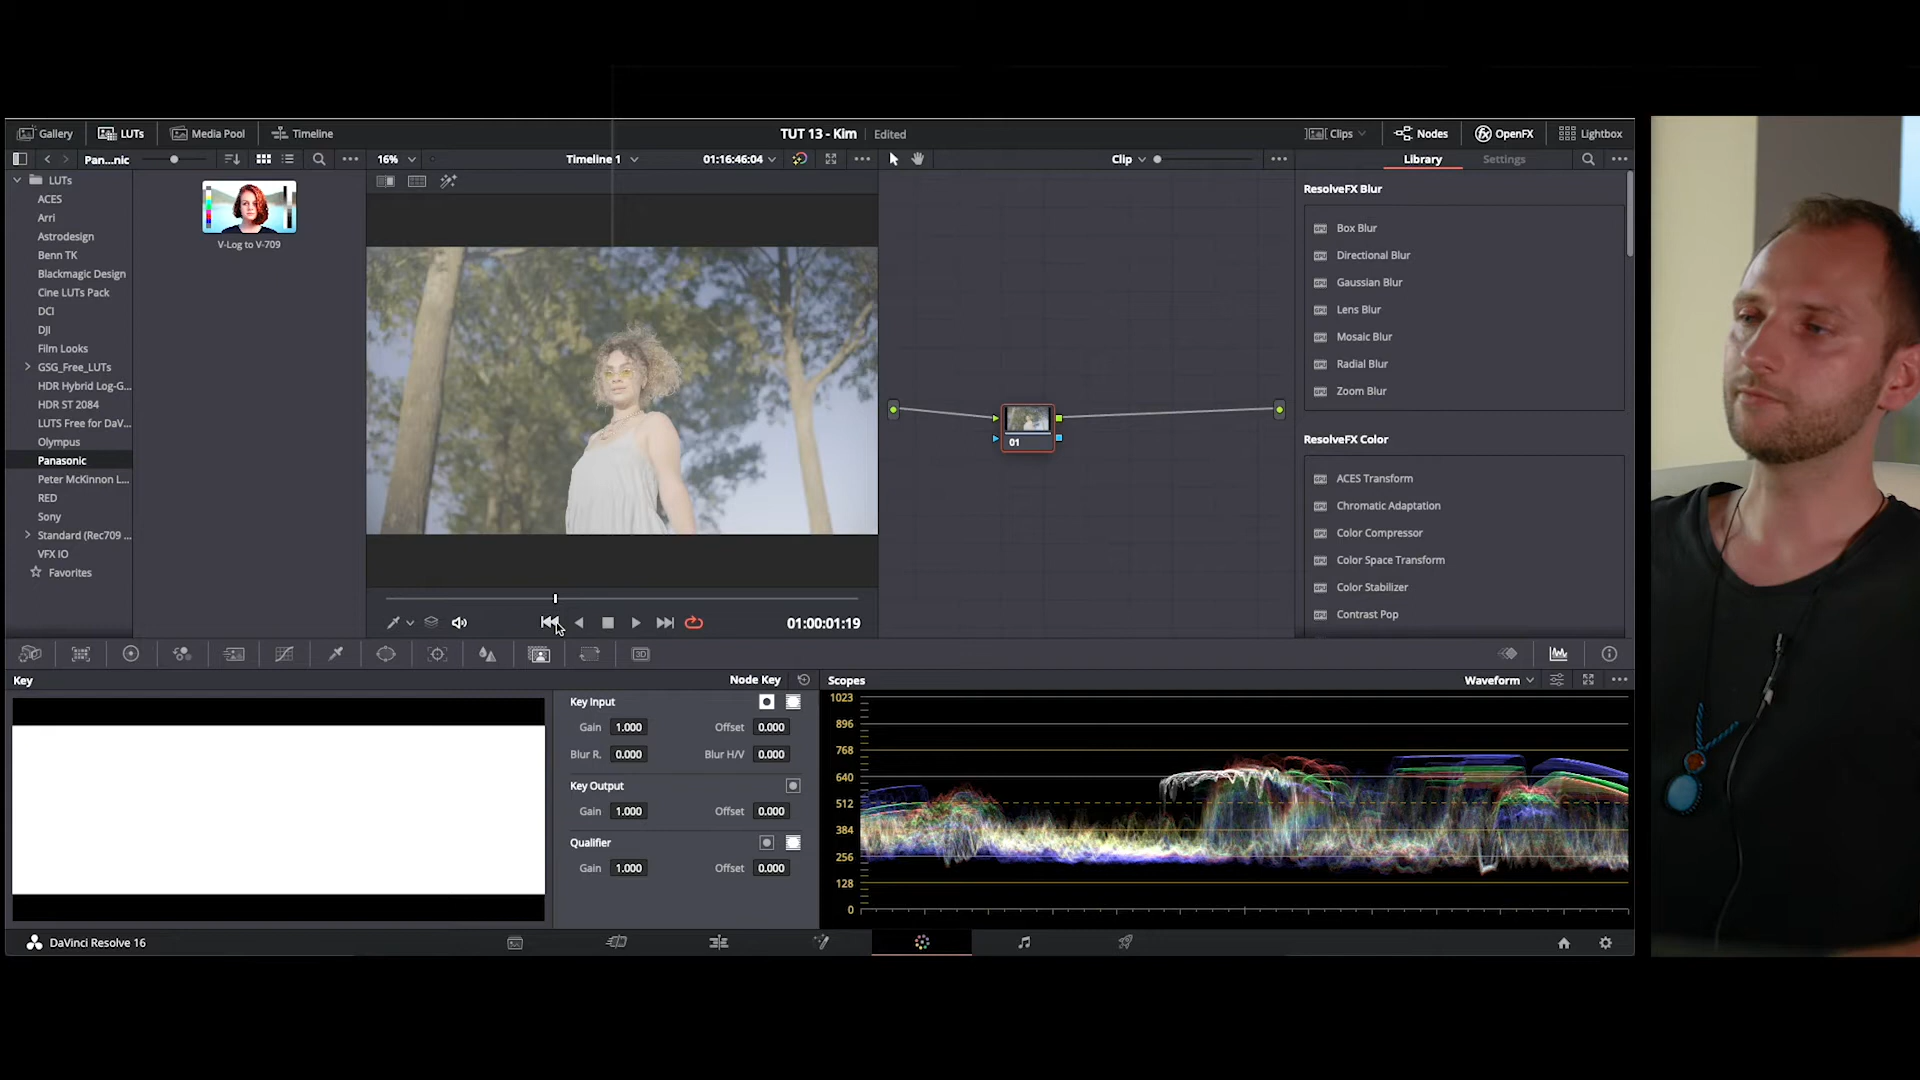 Gallery LUTs Media Pool Timeline TUT 13 - Kim Edited Clips Nodes OpenFX Lightbox
Pan...nic 16% Timeline 1 01:16:46:04 Clip Library Settings
LUTs
ACES
Arri
Astrodesign
Benn TK
Blackmagic Design
Cine LUTs Pack
DCI
DJI
Film Looks
GSG_Free_LUTs
HDR Hybrid Log-G...
HDR ST 2084
LUTS Free for DaV...
Olympus
Panasonic
Peter McKinnon L...
RED
Sony
Standard (Rec709 ...
VFX IO
Favorites
V-Log to V-709
01:00:01:19
01
ResolveFX Blur
Box Blur
Directional Blur
Gaussian Blur
Lens Blur
Mosaic Blur
Radial Blur
Zoom Blur
ResolveFX Color
ACES Transform
Chromatic Adaptation
Color Compressor
Color Space Transform
Color Stabilizer
Contrast Pop
3D
Key Node Key
Key Input
Gain 1.000 Offset 0.000
Blur R. 0.000 Blur H/V 0.000
Key Output
Gain 1.000 Offset 0.000
Qualifier
Gain 1.000 Offset 0.000
Scopes Waveform
1023
896
768
640
512
384
256
128
0
DaVinci Resolve 16